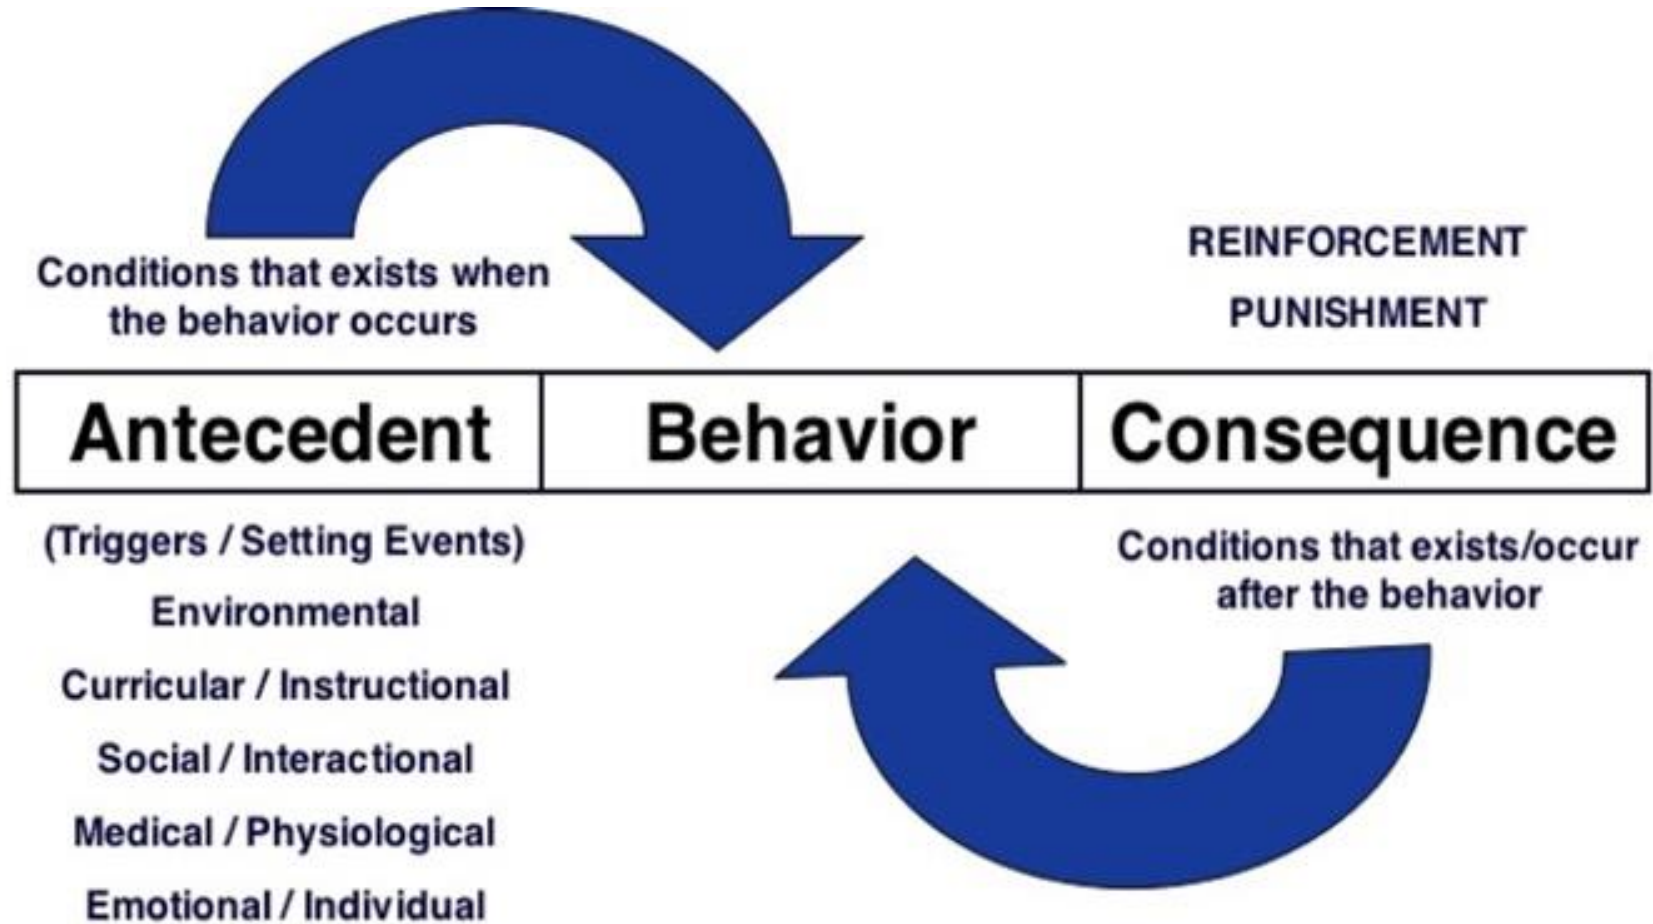 Conditions that exists when
the behavior occurs
REINFORCEMENT
PUNISHMENT
Antecedent
Behavior
Consequence
(Triggers / Setting Events)
Environmental
Curricular / Instructional
Social / Interactional
Medical / Physiological
Emotional / Individual
Conditions that exists/occur
after the behavior